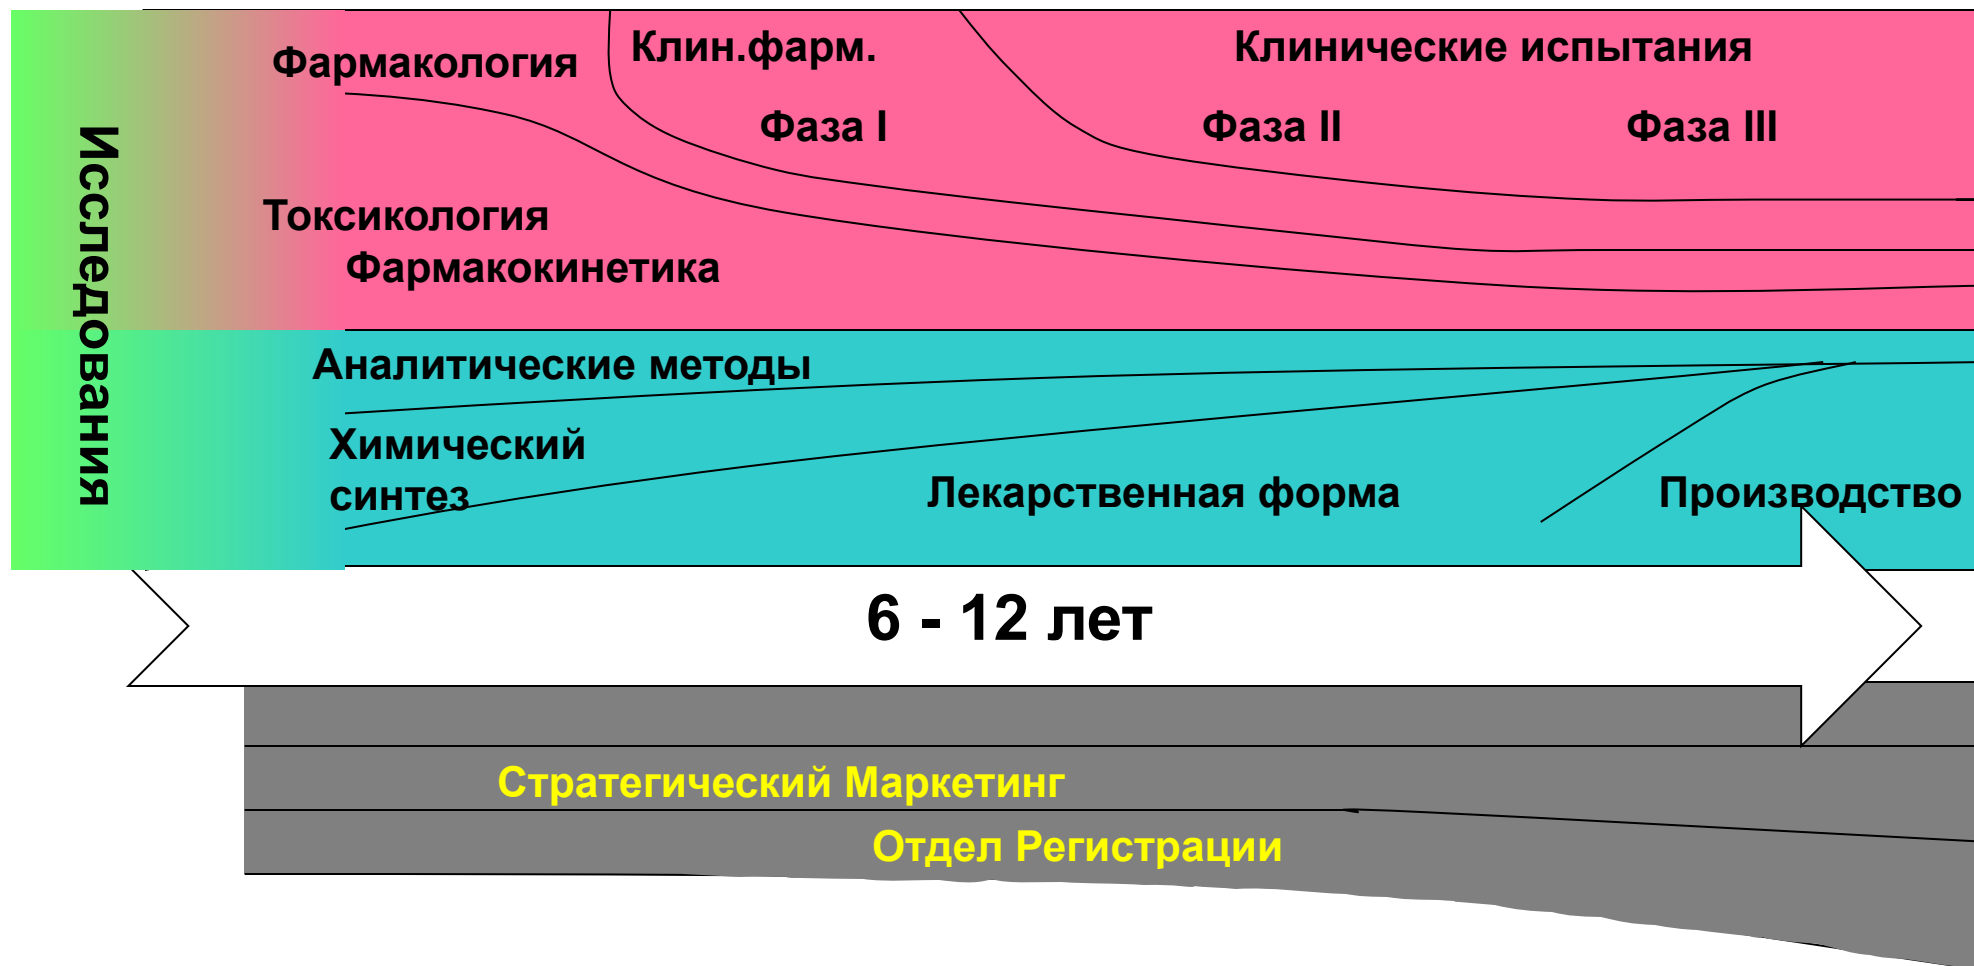 Исследования
Фармакология
Клин.фарм.
Клинические испытания
Фаза I
Фаза II
Фаза III
Токсикология
Фармакокинетика
Аналитические методы
Химический
синтез
Лекарственная форма
Производство
6 - 12 лет
Стратегический Маркетинг
Отдел Регистрации